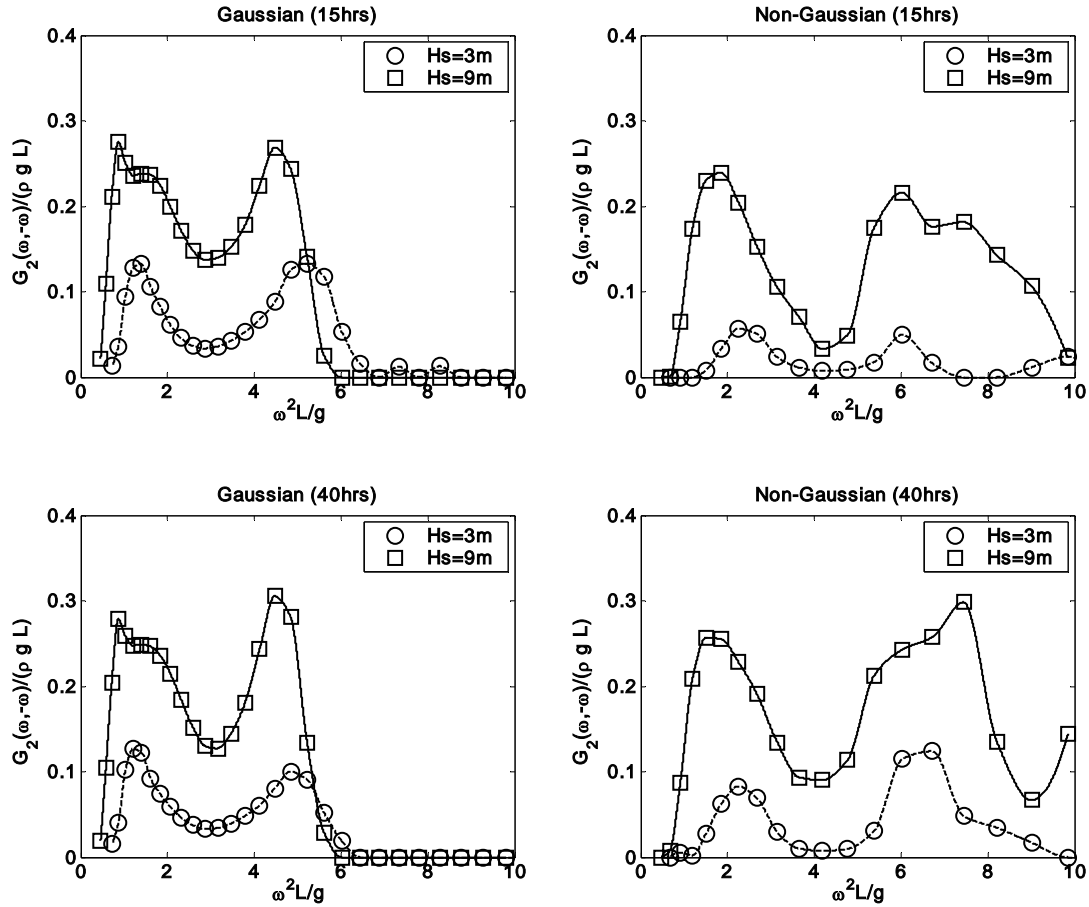 Gaussian (15hrs)
G₂(ω,-ω)/(ρ g L)
0.4
0.3
0.2
0.1
0
Hs=3m
Hs=9m
0 2 4 6 8 10
ω²L/g
Non-Gaussian (15hrs)
G₂(ω,-ω)/(ρ g L)
0.4
0.3
0.2
0.1
0
Hs=3m
Hs=9m
0 2 4 6 8 10
ω²L/g
Gaussian (40hrs)
G₂(ω,-ω)/(ρ g L)
0.4
0.3
0.2
0.1
0
Hs=3m
Hs=9m
0 2 4 6 8 10
ω²L/g
Non-Gaussian (40hrs)
G₂(ω,-ω)/(ρ g L)
0.4
0.3
0.2
0.1
0
Hs=3m
Hs=9m
0 2 4 6 8 10
ω²L/g